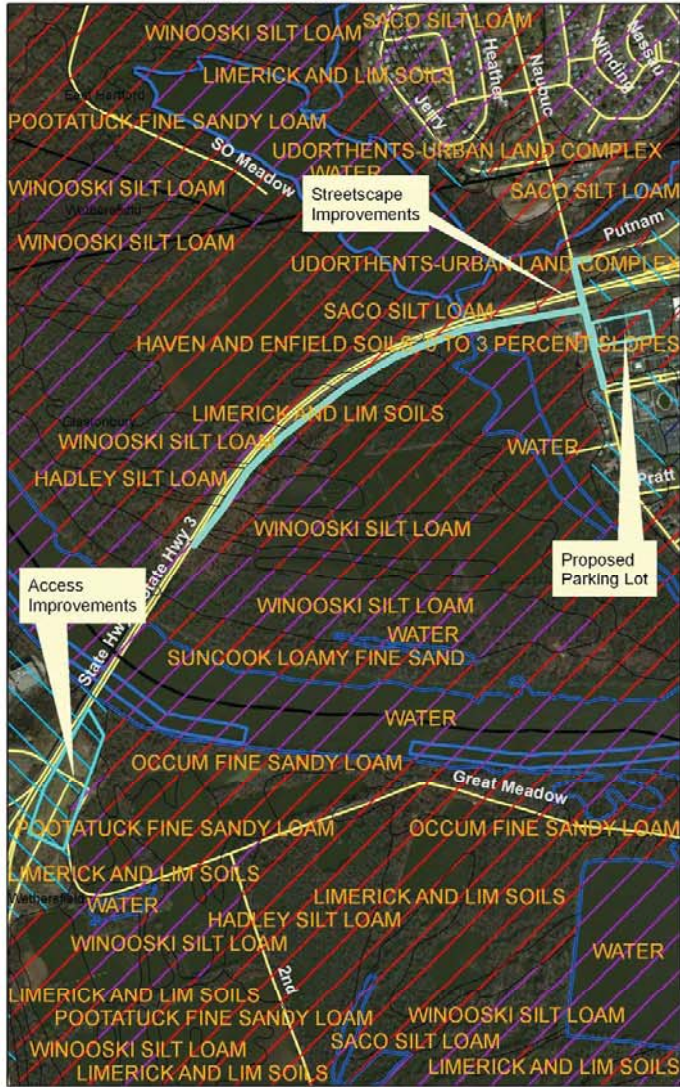 SACO SILT LOAM
WINOOSKI SILT LOAM
Heather
Naubuc
Winding
Nassau
LIMERICK AND LIM SOILS
Jerry
East Hartford
POOTATUCK FINE SANDY LOAM
SO Meadow
UDORTHENTS-URBAN LAND COMPLEX
WATER
WINOOSKI SILT LOAM
Streetscape
Improvements
SACO SILT LOAM
Wethersfield
Putnam
WINOOSKI SILT LOAM
UDORTHENTS-URBAN LAND COMPLEX
SACO SILT LOAM
HAVEN AND ENFIELD SOILS, 0 TO 3 PERCENT SLOPES
LIMERICK AND LIM SOILS
Glastonbury
WINOOSKI SILT LOAM
WATER
HADLEY SILT LOAM
Pratt
WINOOSKI SILT LOAM
State Hwy 3
Proposed
Parking Lot
Access
Improvements
WINOOSKI SILT LOAM
WATER
State Hwy
SUNCOOK LOAMY FINE SAND
WATER
OCCUM FINE SANDY LOAM
Great Meadow
POOTATUCK FINE SANDY LOAM
OCCUM FINE SANDY LOAM
LIMERICK AND LIM SOILS
Wethersfield
WATER
LIMERICK AND LIM SOILS
HADLEY SILT LOAM
WINOOSKI SILT LOAM
WATER
2nd
LIMERICK AND LIM SOILS
POOTATUCK FINE SANDY LOAM
WINOOSKI SILT LOAM
SACO SILT LOAM
WINOOSKI SILT LOAM
LIMERICK AND LIM SOILS
LIMERICK AND LIM SOILS